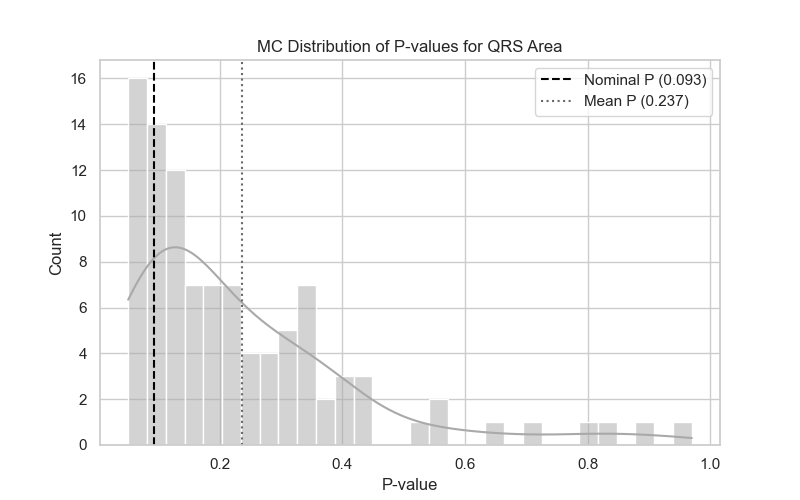 MC Distribution of P-values for QRS Area
Nominal P (0.093)
Mean P (0.237)
16
14
12
10
8
6
4
2
0
Count
0.2
0.4
0.6
0.8
1.0
P-value